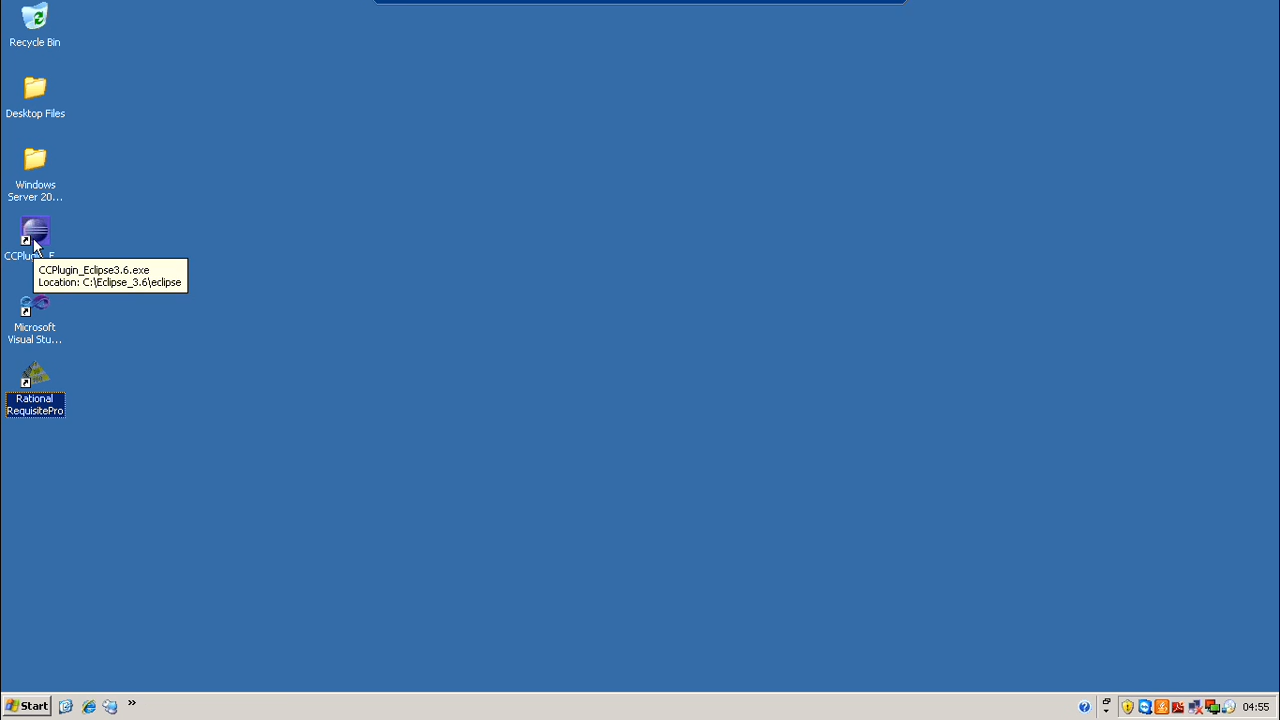 Recycle Bin
Desktop Files
Windows
Server 20...
CCPlugin_Eclipse3.6.exe
Location: C:\Eclipse_3.6\eclipse
Microsoft
Visual Stu...
Rational
RequisitePro
Start
04:55